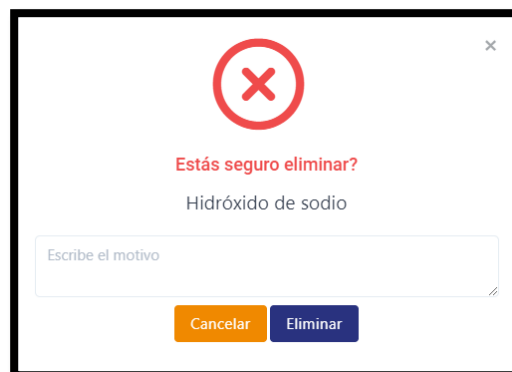 ×
Estás seguro eliminar?
Hidróxido de sodio
Escribe el motivo
Cancelar Eliminar